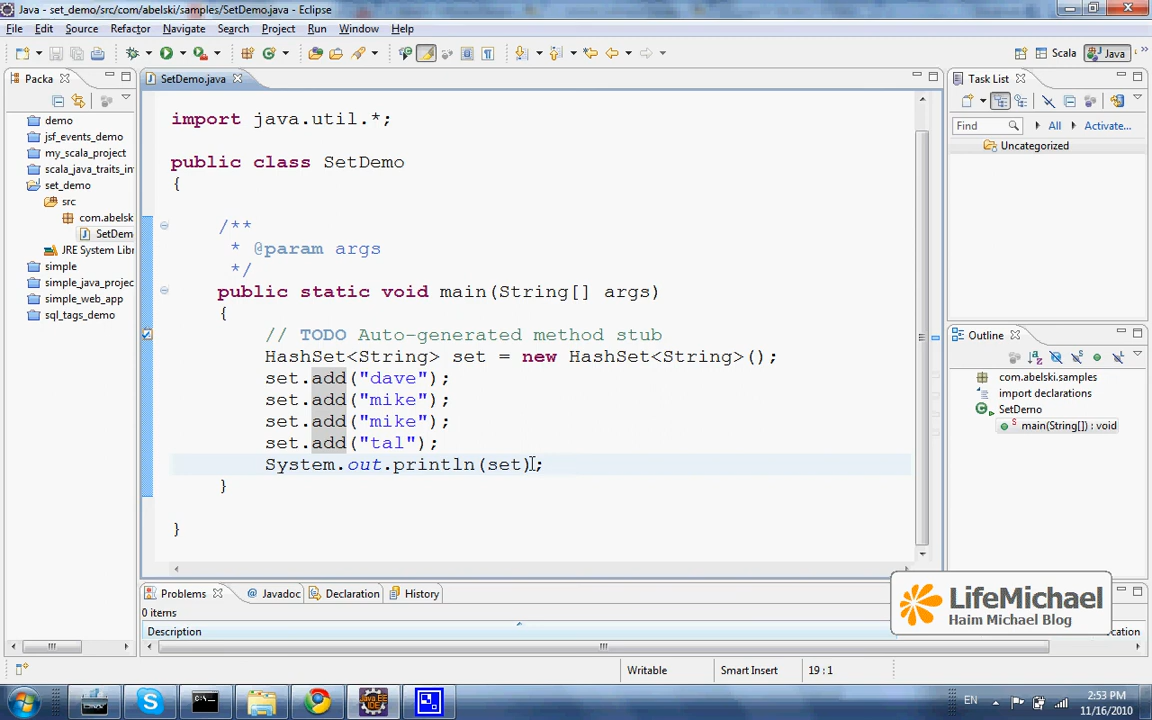 Java - set_demo/src/com/abelski/samples/SetDemo.java - Eclipse
File Edit Source Refactor Navigate Search Project Run Window Help
Scala Java
Packa
SetDemo.java
Task List
demo
jsf_events_demo
my_scala_project
scala_java_traits_int
set_demo
src
com.abelsk
SetDem
JRE System Libr
simple
simple_java_projec
simple_web_app
sql_tags_demo
import java.util.*;
public class SetDemo
{
/**
* @param args
*/
public static void main(String[] args)
{
// TODO Auto-generated method stub
HashSet<String> set = new HashSet<String>();
set.add("dave");
set.add("mike");
set.add("mike");
set.add("tal");
System.out.println(set);
}
}
Find All Activate...
Uncategorized
Outline
com.abelski.samples
import declarations
SetDemo
main(String[]) : void
Problems @ Javadoc Declaration History
0 items
Description
ocation
LifeMichael
Haim Michael Blog
Writable Smart Insert 19 : 1
EN
2:53 PM
11/16/2010